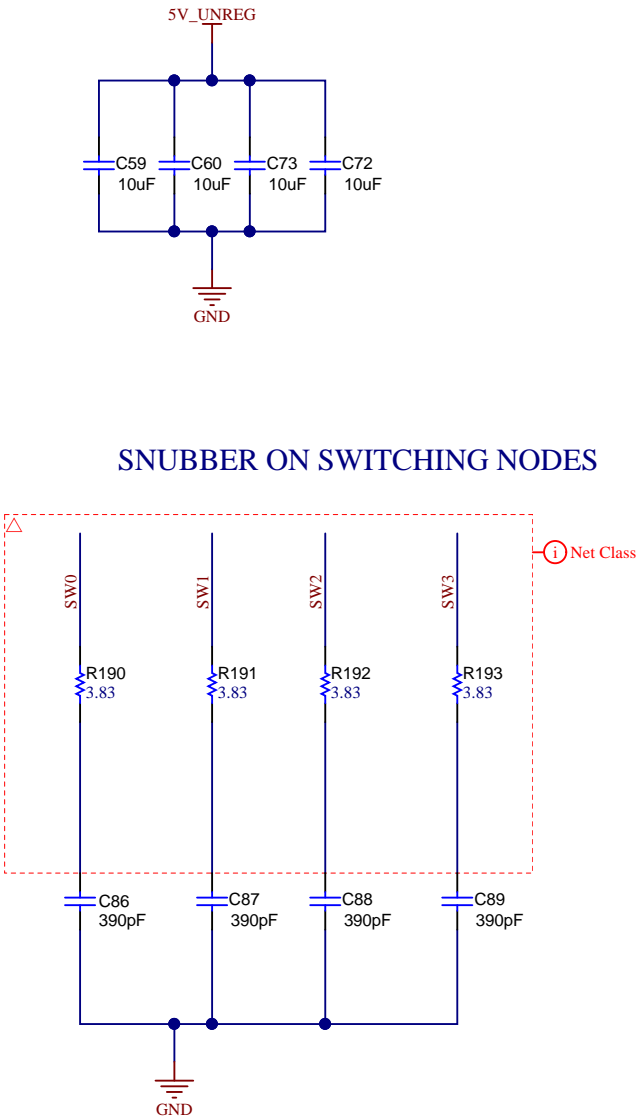 5V_UNREG
C59 C60 C73 C72
10uF 10uF 10uF 10uF
GND
SNUBBER ON SWITCHING NODES
i Net Class
SW0 SW1 SW2 SW3
R190 R191 R192 R193
3.83 3.83 3.83 3.83
C86 C87 C88 C89
390pF 390pF 390pF 390pF
GND